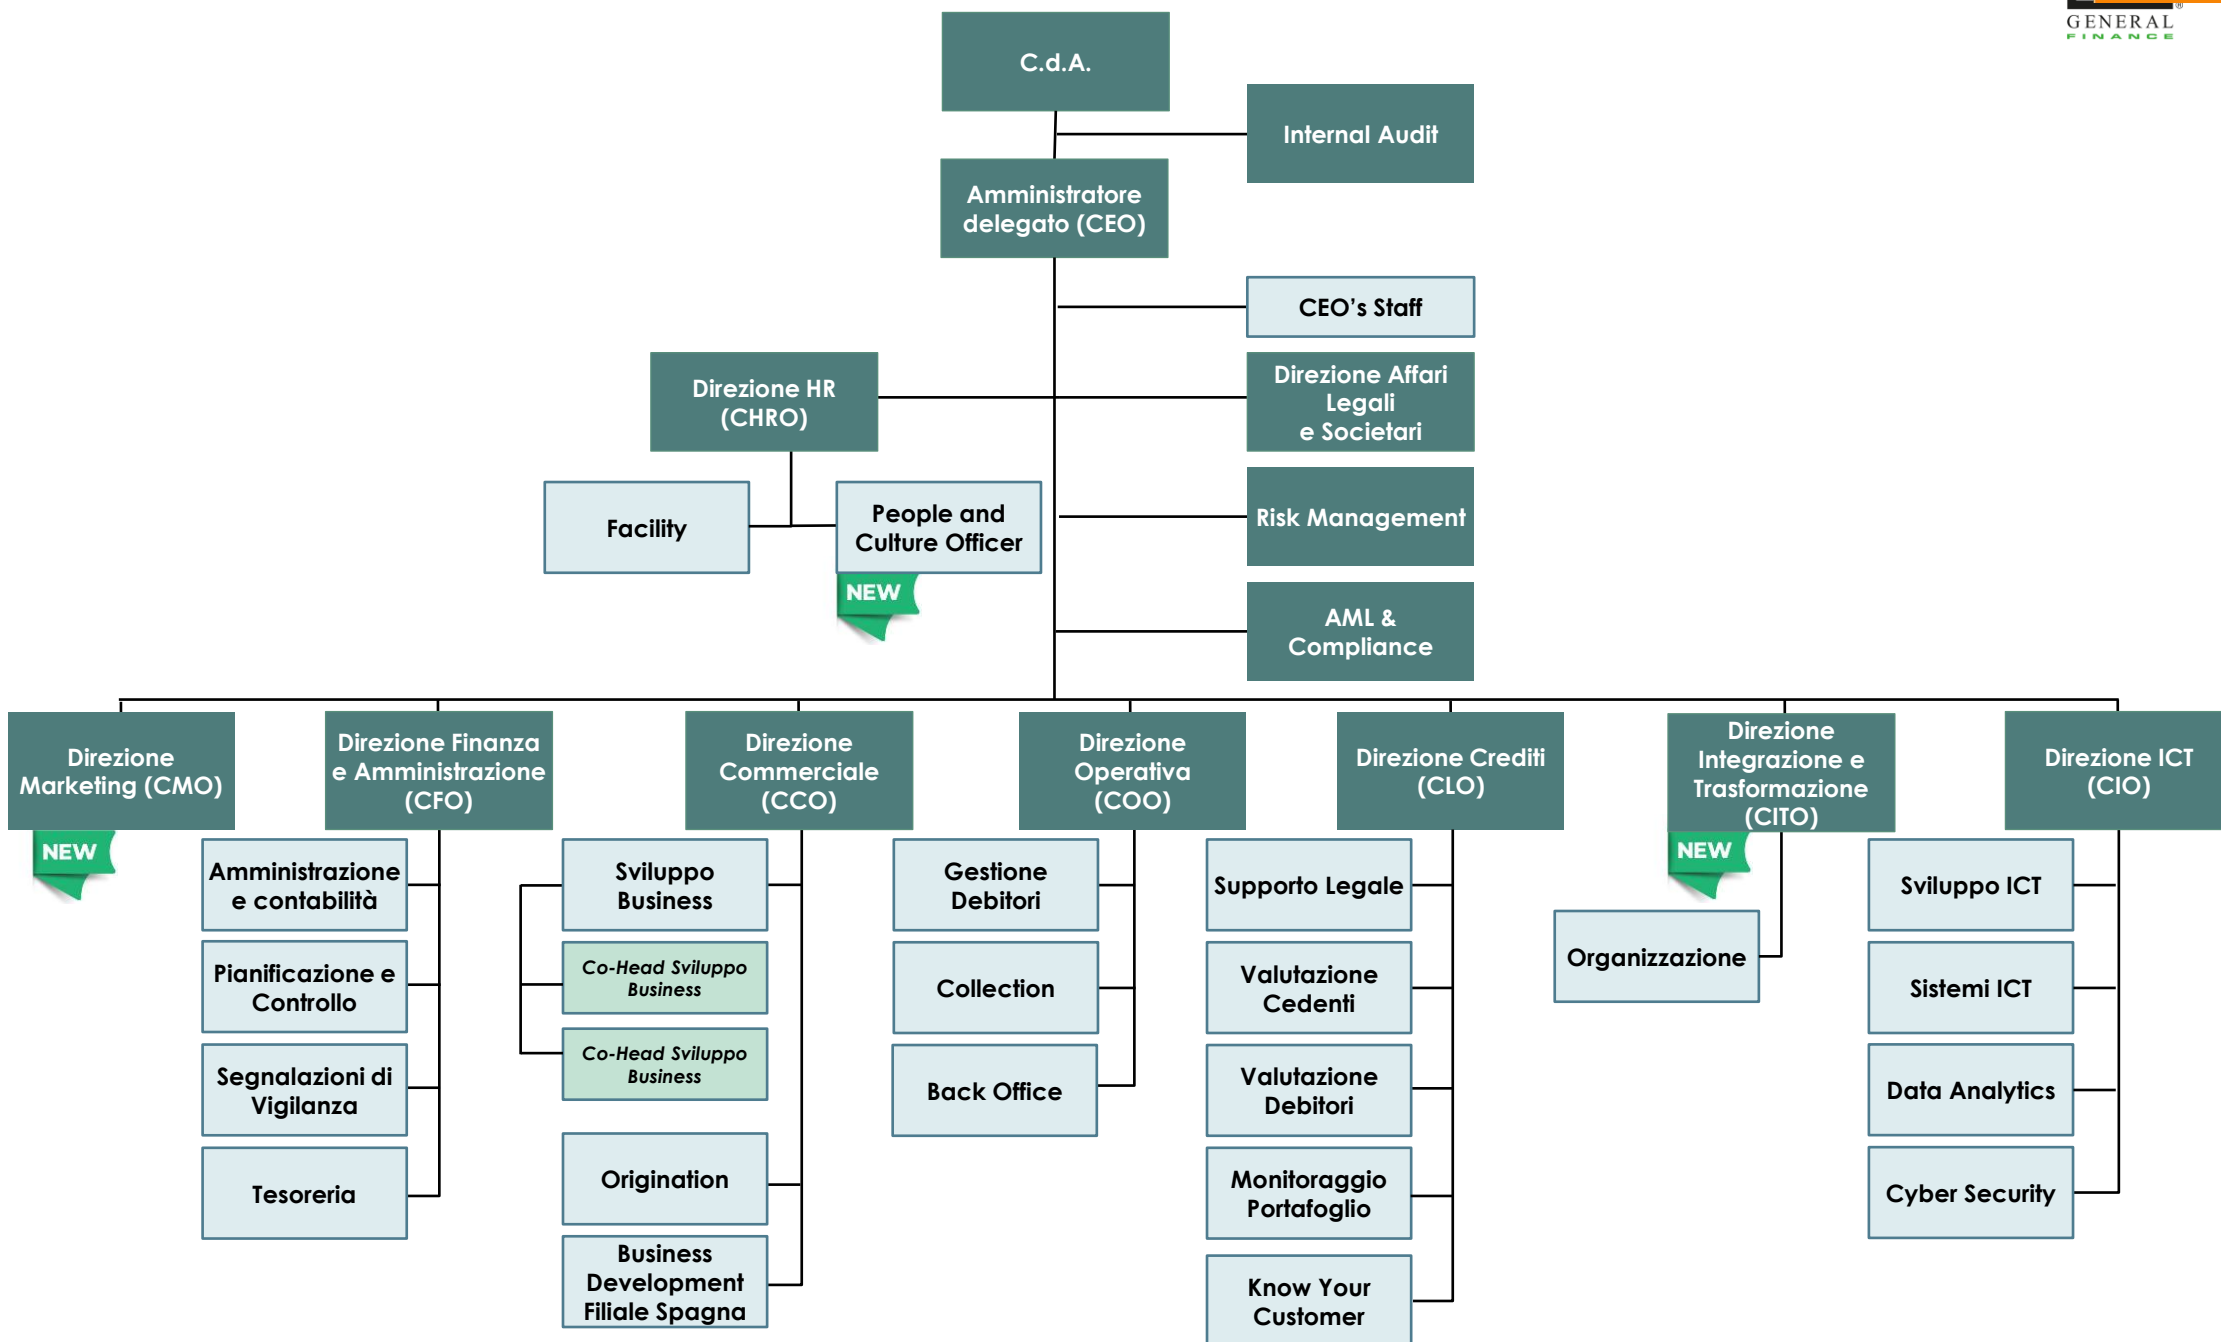 GENERAL
FINANCE
C.d.A.
Internal Audit
Amministratore
delegato (CEO)
CEO’s Staff
Direzione HR
(CHRO)
Direzione Affari
Legali
e Societari
Facility
People and
Culture Officer
NEW
Risk Management
AML &
Compliance
Direzione
Marketing (CMO)
NEW
Direzione Finanza
e Amministrazione
(CFO)
Amministrazione
e contabilità
Pianificazione e
Controllo
Segnalazioni di
Vigilanza
Tesoreria
Direzione
Commerciale
(CCO)
Sviluppo
Business
Co-Head Sviluppo
Business
Co-Head Sviluppo
Business
Origination
Business
Development
Filiale Spagna
Direzione
Operativa
(COO)
Gestione
Debitori
Collection
Back Office
Direzione Crediti
(CLO)
Supporto Legale
Valutazione
Cedenti
Valutazione
Debitori
Monitoraggio
Portafoglio
Know Your
Customer
Direzione
Integrazione e
Trasformazione
(CITO)
NEW
Organizzazione
Direzione ICT
(CIO)
Sviluppo ICT
Sistemi ICT
Data Analytics
Cyber Security